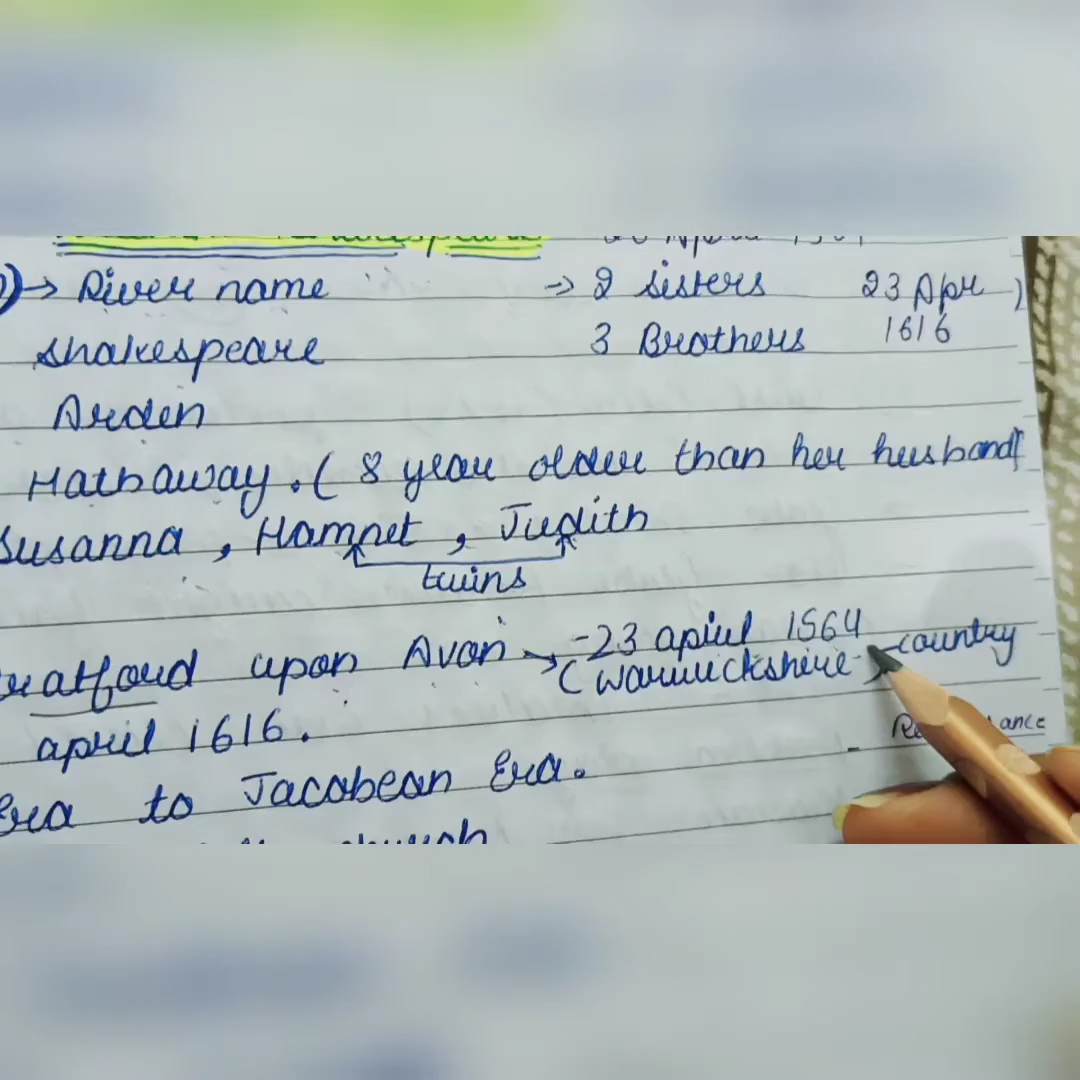 → River name → 2 sisters 23 Apr )
Shakespeare 3 Brothers 1616
Arden
Hathaway. ( 8 year older than her husband)
Susanna, Hamnet, Judith
twins
upon Avon → -23 april 1564
(Warwickshire) country
april 1616.
Era to Jacobean Era.
church